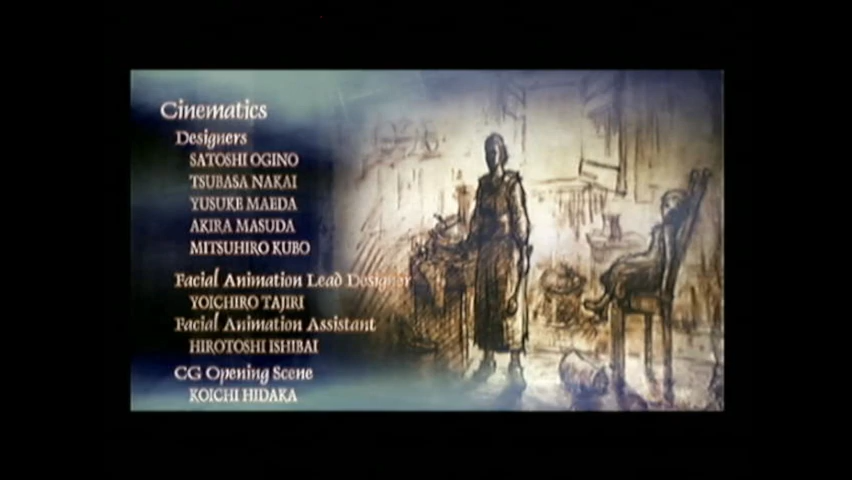 Cinematics
Designers
SATOSHI OGINO
TSUBASA NAKAI
YUSUKE MAEDA
AKIRA MASUDA
MITSUHIRO KUBO
Facial Animation Lead Designer
YOICHIRO TAJIRI
Facial Animation Assistant
HIROTOSHI ISHIBAI
CG Opening Scene
KOICHI HIDAKA